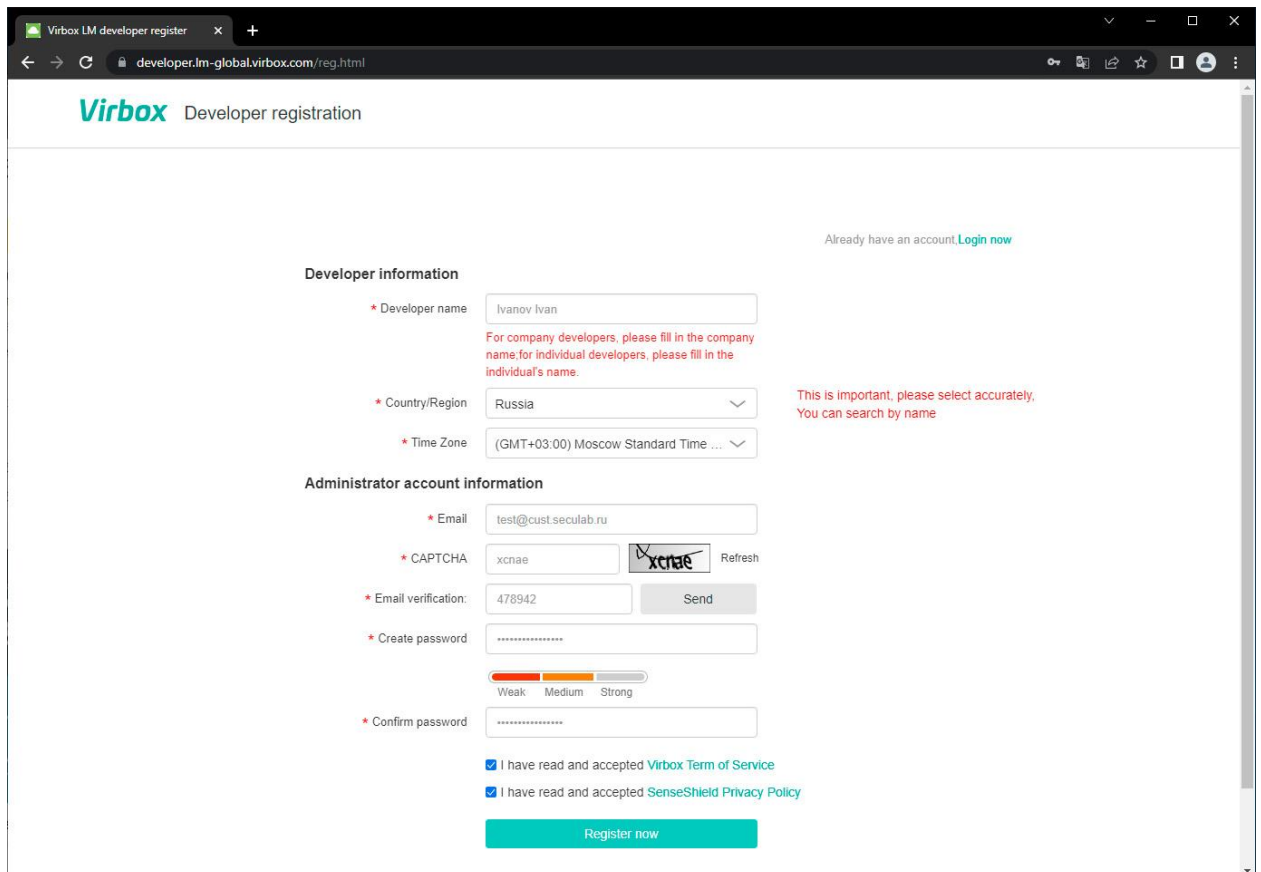 Virbox LM developer register
developer.lm-global.virbox.com/reg.html
Virbox Developer registration
Already have an account,Login now
Developer information
* Developer name Ivanov Ivan
For company developers, please fill in the company
name;for individual developers, please fill in the
individual's name.
* Country/Region Russia
This is important, please select accurately,
You can search by name
* Time Zone (GMT+03:00) Moscow Standard Time ...
Administrator account information
* Email test@cust.seculab.ru
* CAPTCHA xcnae xcnae Refresh
* Email verification: 478942 Send
* Create password ················
Weak Medium Strong
* Confirm password ················
I have read and accepted Virbox Term of Service
I have read and accepted SenseShield Privacy Policy
Register now